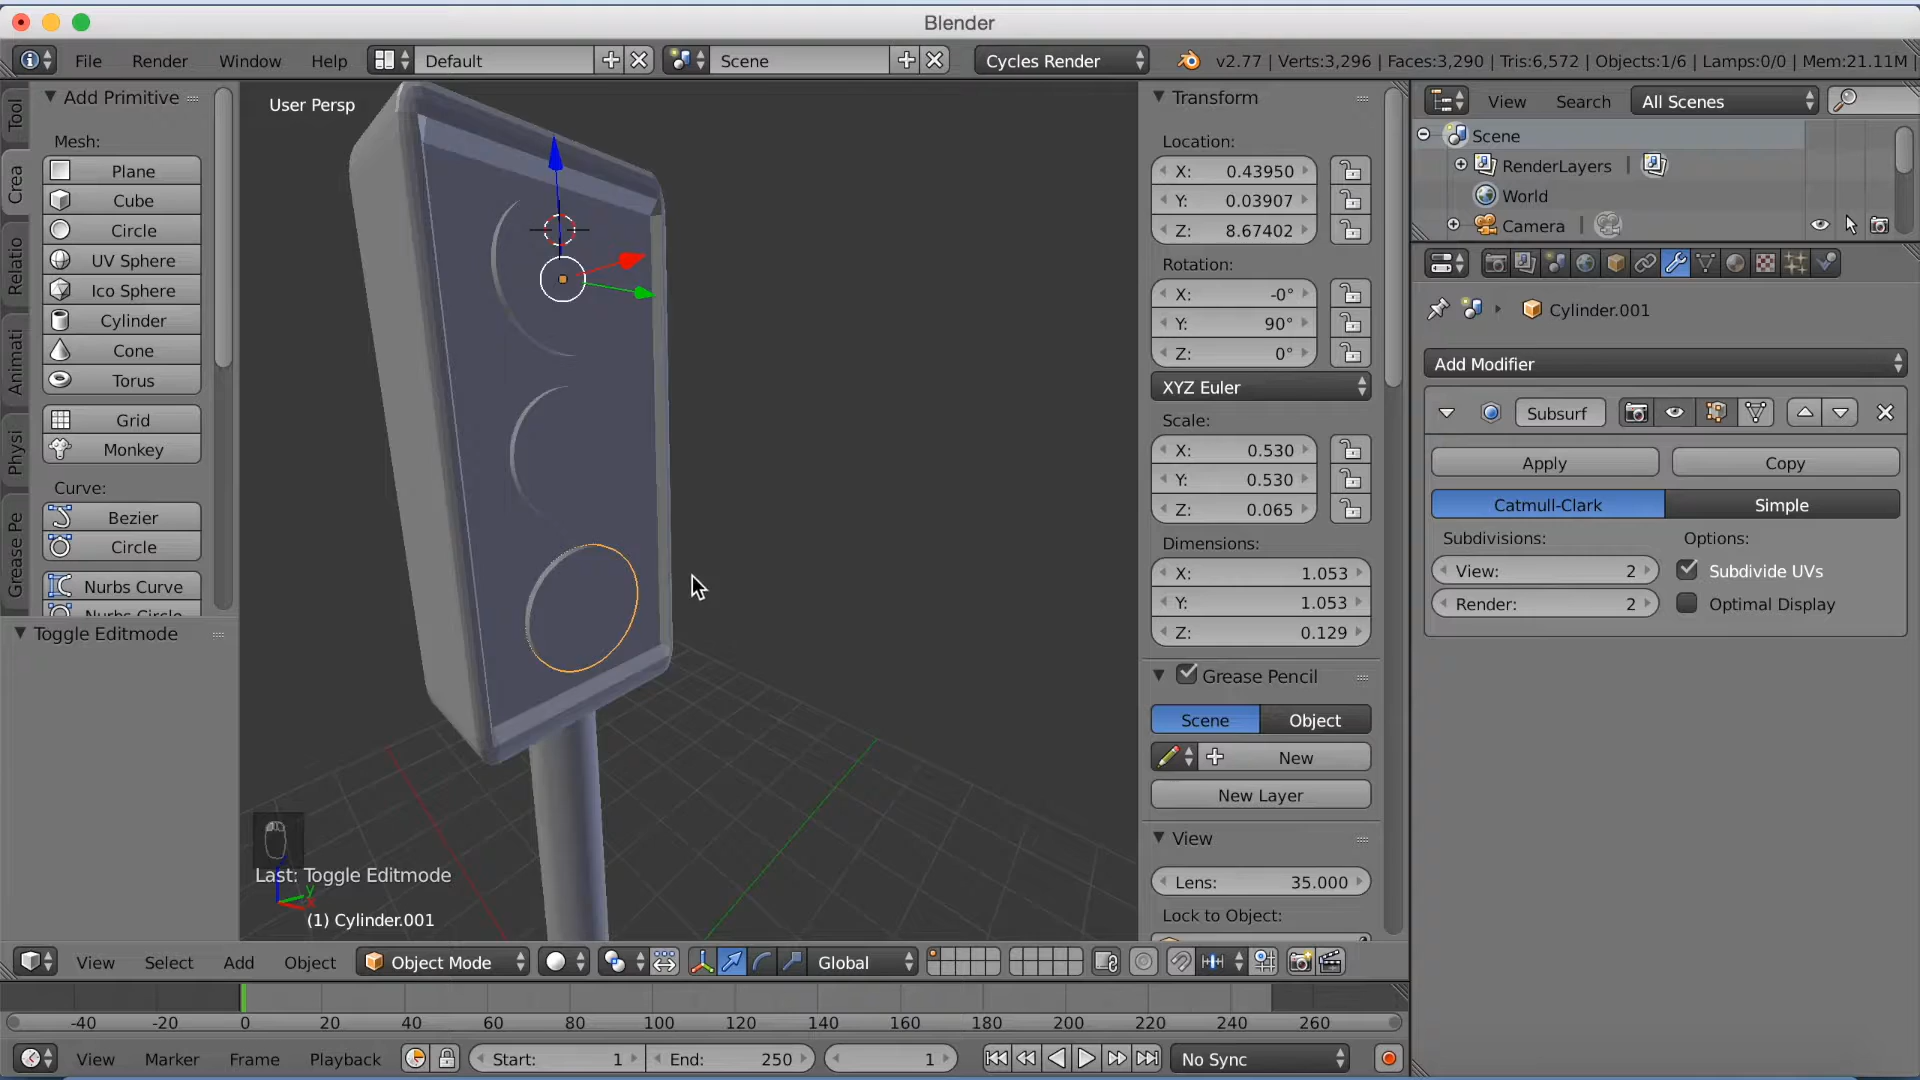 Blender
File Render Window Help Default Scene Cycles Render v2.77 | Verts:3,296 | Faces:3,290 | Tris:6,572 | Objects:1/6 | Lamps:0/0 | Mem:21.11M |
Tool
Crea
Relatio
Animati
Physi
Grease Pe
Add Primitive
Mesh:
Plane
Cube
Circle
UV Sphere
Ico Sphere
Cylinder
Cone
Torus
Grid
Monkey
Curve:
Bezier
Circle
Nurbs Curve
Nurbs Circle
Toggle Editmode
User Persp
Last: Toggle Editmode
y
x
(1) Cylinder.001
Transform
Location:
X: 0.43950
Y: 0.03907
Z: 8.67402
Rotation:
X: -0°
Y: 90°
Z: 0°
XYZ Euler
Scale:
X: 0.530
Y: 0.530
Z: 0.065
Dimensions:
X: 1.053
Y: 1.053
Z: 0.129
Grease Pencil
Scene Object
New
New Layer
View
Lens: 35.000
Lock to Object:
View Search All Scenes
Scene
RenderLayers |
World
Camera |
Cylinder.001
Add Modifier
Subsurf
Apply Copy
Catmull-Clark Simple
Subdivisions: Options:
View: 2 Subdivide UVs
Render: 2 Optimal Display
View Select Add Object Object Mode Global
-40 -20 0 20 40 60 80 100 120 140 160 180 200 220 240 260
View Marker Frame Playback Start: 1 End: 250 1 No Sync